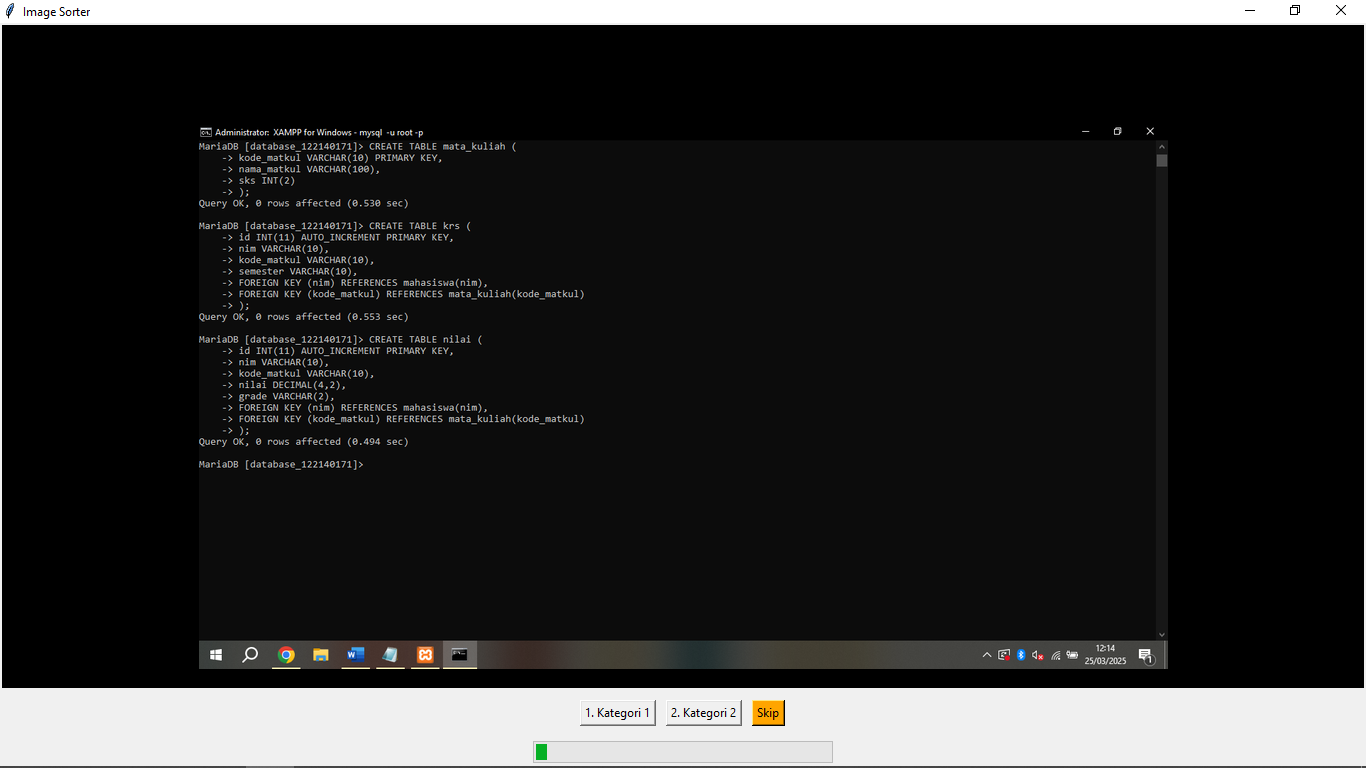 Image Sorter
Administrator: XAMPP for Windows - mysql -u root -p
MariaDB [database_122140171]> CREATE TABLE mata_kuliah (
-> kode_matkul VARCHAR(10) PRIMARY KEY,
-> nama_matkul VARCHAR(100),
-> sks INT(2)
-> );
Query OK, 0 rows affected (0.530 sec)
MariaDB [database_122140171]> CREATE TABLE krs (
-> id INT(11) AUTO_INCREMENT PRIMARY KEY,
-> nim VARCHAR(10),
-> kode_matkul VARCHAR(10),
-> semester VARCHAR(10),
-> FOREIGN KEY (nim) REFERENCES mahasiswa(nim),
-> FOREIGN KEY (kode_matkul) REFERENCES mata_kuliah(kode_matkul)
-> );
Query OK, 0 rows affected (0.553 sec)
MariaDB [database_122140171]> CREATE TABLE nilai (
-> id INT(11) AUTO_INCREMENT PRIMARY KEY,
-> nim VARCHAR(10),
-> kode_matkul VARCHAR(10),
-> nilai DECIMAL(4,2),
-> grade VARCHAR(2),
-> FOREIGN KEY (nim) REFERENCES mahasiswa(nim),
-> FOREIGN KEY (kode_matkul) REFERENCES mata_kuliah(kode_matkul)
-> );
Query OK, 0 rows affected (0.494 sec)
MariaDB [database_122140171]>
12:14
25/03/2025
1
1. Kategori 1
2. Kategori 2
Skip